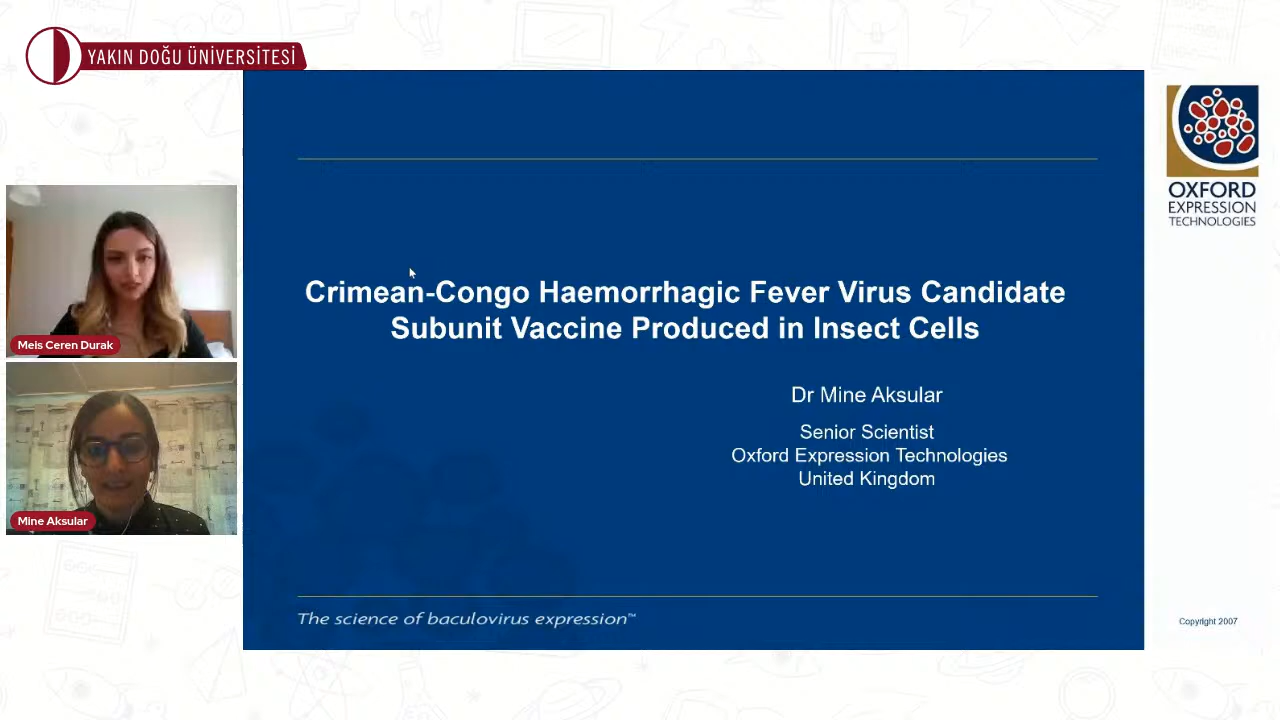 YAKIN DOĞU ÜNİVERSİTESİ
OXFORD
EXPRESSION
TECHNOLOGIES
Crimean-Congo Haemorrhagic Fever Virus Candidate
Subunit Vaccine Produced in Insect Cells
Meis Ceren Durak
Dr Mine Aksular
Senior Scientist
Oxford Expression Technologies
United Kingdom
Mine Aksular
The science of baculovirus expression™
Copyright 2007